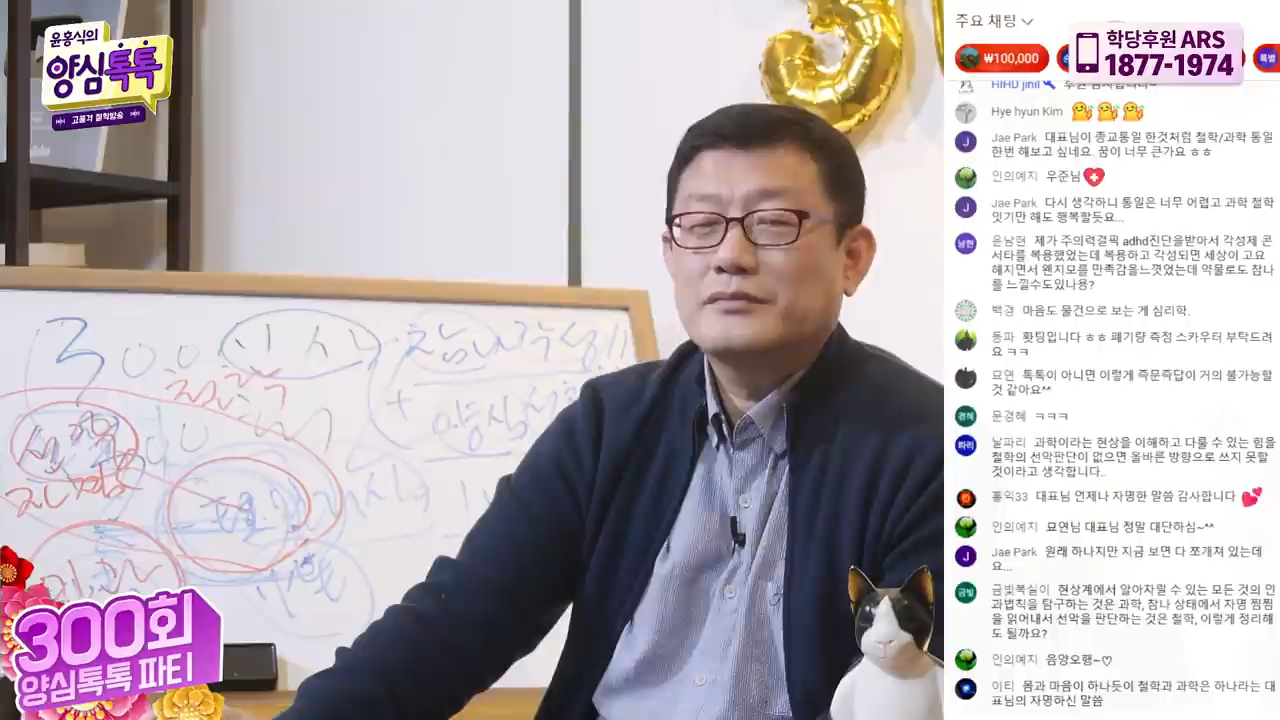 윤홍식의
양심톡톡
고품격 철학방송
주요 채팅
학당후원 ARS
1877-1974
₩100,000
특별
HIHD jinil
Hye hyun Kim
Jae Park 대표님이 종교통일 한것처럼 철학/과학 통일
한번 해보고 싶네요. 꿈이 너무 큰가요 ㅎㅎ
인의예지 우준님
Jae Park 다시 생각하니 통일은 너무 어렵고 과학 철학
잇기만 해도 행복할듯요...
윤남현 제가 주의력결핍 adhd진단을받아서 각성제 콘
서타를 복용했었는데 복용하고 각성되면 세상이 고요
해지면서 왠지모를 만족감을느꼇었는데 약물로도 참나
를 느낄수도있나용?
백경 마음도 물건으로 보는 게 심리학.
동파 홧팅입니다 ㅎㅎ 폐기량 측정 스카우터 부탁드려
요 ㅋㅋ
묘연 톡톡이 아니면 이렇게 즉문즉답이 거의 불가능할
것 같아요^^
문경혜 ㅋㅋㅋ
날파리 과학이라는 현상을 이해하고 다룰 수 있는 힘을
철학의 선악판단이 없으면 올바른 방향으로 쓰지 못할
것이라고 생각합니다..
홍익33 대표님 언제나 자명한 말씀 감사합니다
인의예지 묘연님 대표님 정말 대단하심~^^
Jae Park 원래 하나지만 지금 보면 다 쪼개져 있는데
요...
금빛복실이 현상계에서 알아차릴 수 있는 모든 것의 인
과법칙을 탐구하는 것은 과학, 참나 상태에서 자명 찜찜
을 읽어내서 선악을 판단하는 것은 철학, 이렇게 정리해
도 될까요?
인의예지 음양오행~♡
이티 몸과 마음이 하나듯이 철학과 과학은 하나라는 대
표님의 자명하신 말씀
300
참나각성!!
+
300회
양심톡톡 파티